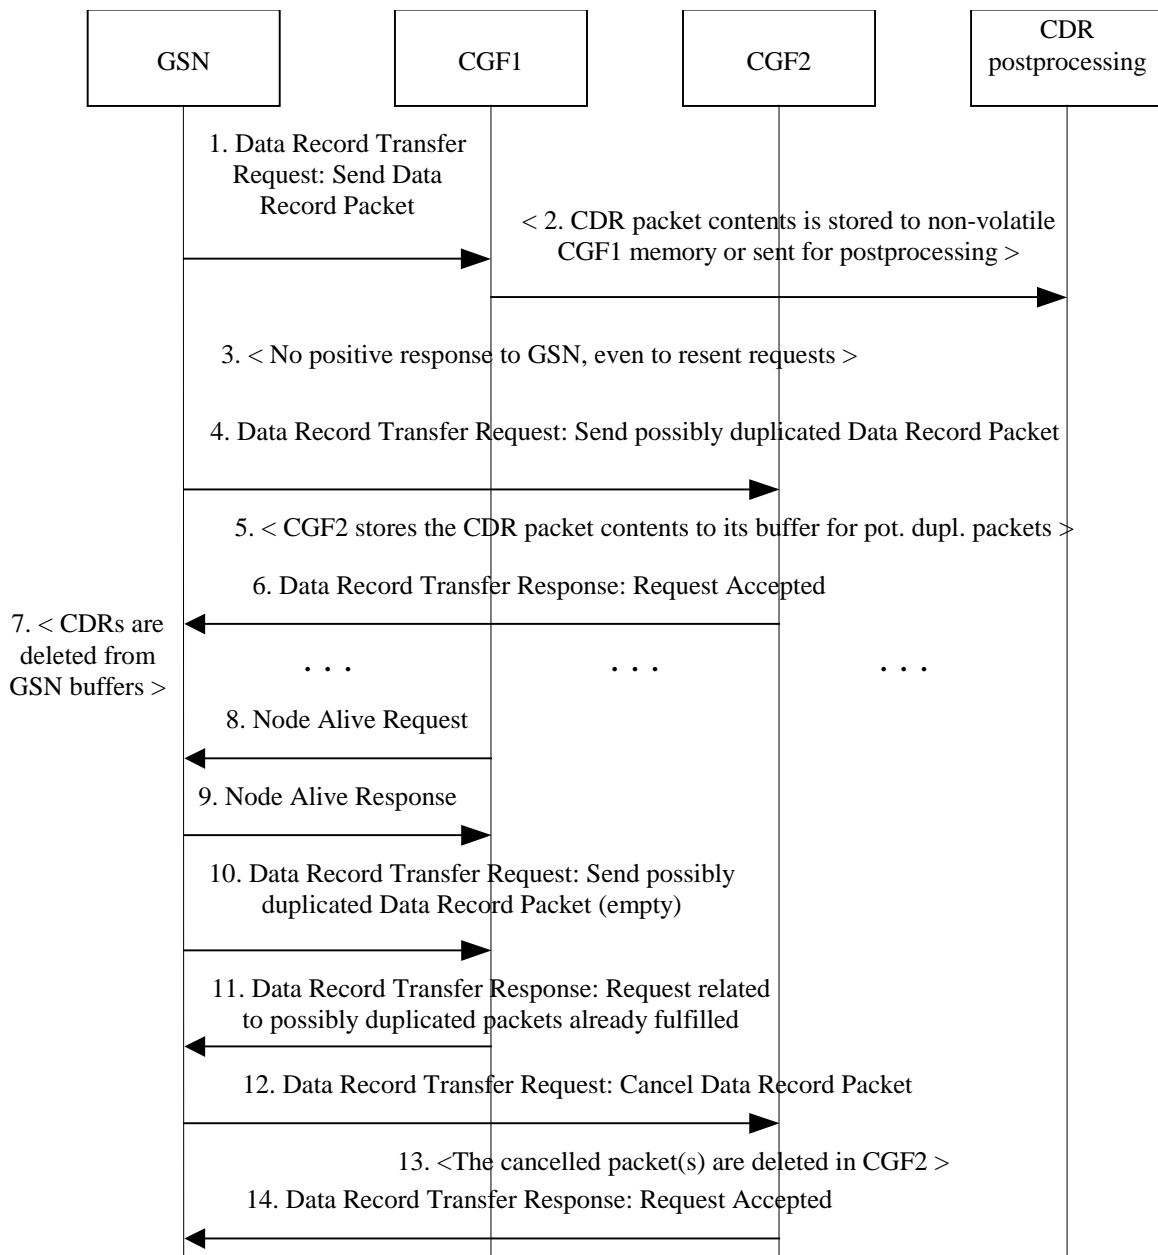 GSN
CGF1
CGF2
CDR
postprocessing
1. Data Record Transfer
Request: Send Data
Record Packet
< 2. CDR packet contents is stored to non-volatile
CGF1 memory or sent for postprocessing >
3. < No positive response to GSN, even to resent requests >
4. Data Record Transfer Request: Send possibly duplicated Data Record Packet
5. < CGF2 stores the CDR packet contents to its buffer for pot. dupl. packets >
6. Data Record Transfer Response: Request Accepted
7. < CDRs are
deleted from
GSN buffers >
. . .
. . .
. . .
8. Node Alive Request
9. Node Alive Response
10. Data Record Transfer Request: Send possibly
duplicated Data Record Packet (empty)
11. Data Record Transfer Response: Request related
to possibly duplicated packets already fulfilled
12. Data Record Transfer Request: Cancel Data Record Packet
13. <The cancelled packet(s) are deleted in CGF2 >
14. Data Record Transfer Response: Request Accepted